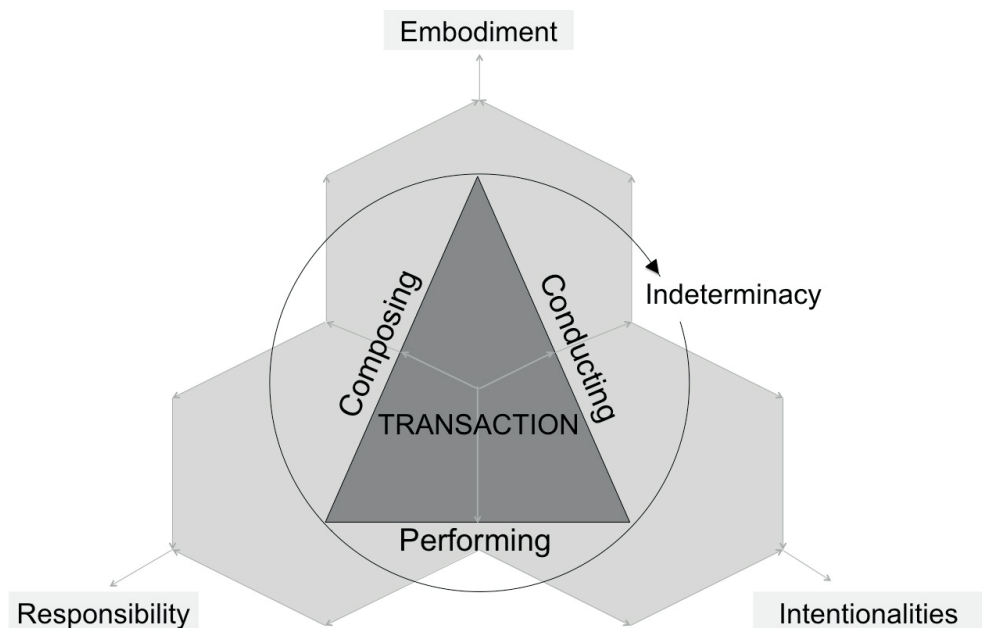 Embodiment
Indeterminacy
Composing
Conducting
TRANSACTION
Performing
Responsibility
Intentionalities